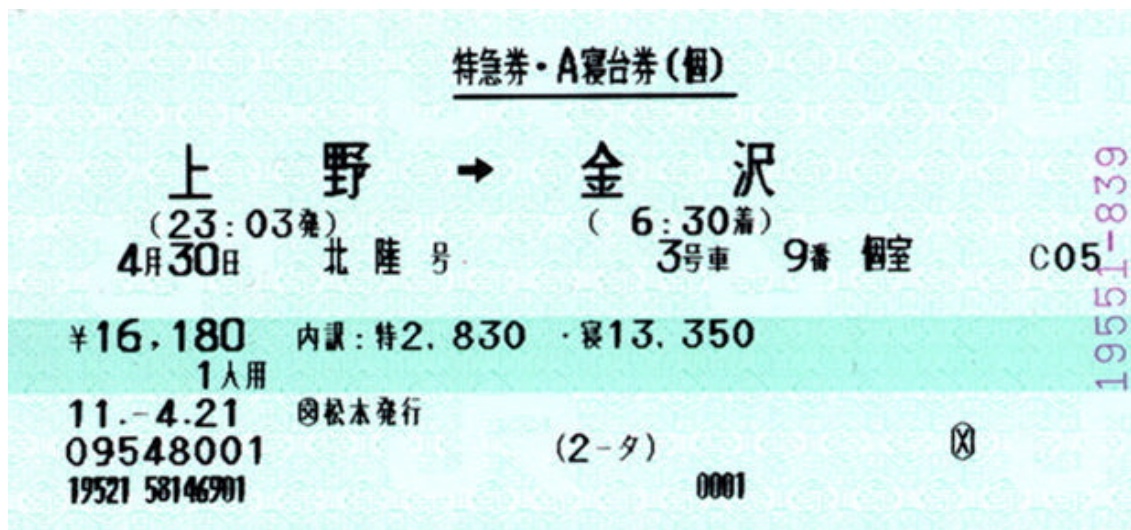 特急券・A寝台券(個)
上野 → 金沢
(23:03発) ( 6:30着)
4月30日 北陸 号 3号車 9番 個室 C05
¥16,180 内訳:特2,830 ・寝13,350
1人用
11.-4.21 松本発行
09548001 (2-タ)
19521 58146901 0001
19551-839